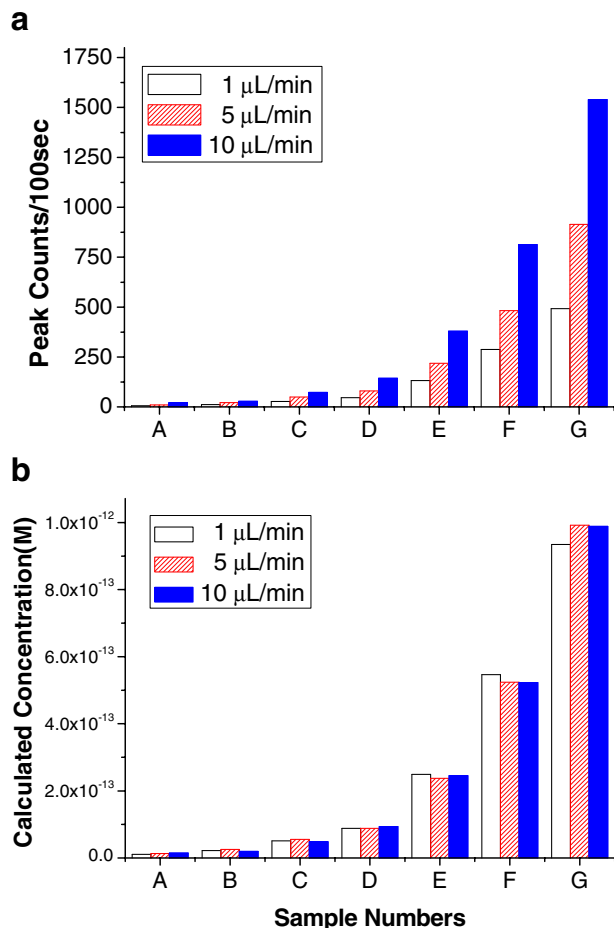 a
1750
1500
1250
1000
750
500
250
0
Peak Counts/100sec
1 μL/min
5 μL/min
10 μL/min
A B C D E F G
b
1.0x10⁻¹²
8.0x10⁻¹³
6.0x10⁻¹³
4.0x10⁻¹³
2.0x10⁻¹³
0.0
Calculated Concentration(M)
1 μL/min
5 μL/min
10 μL/min
A B C D E F G
Sample Numbers